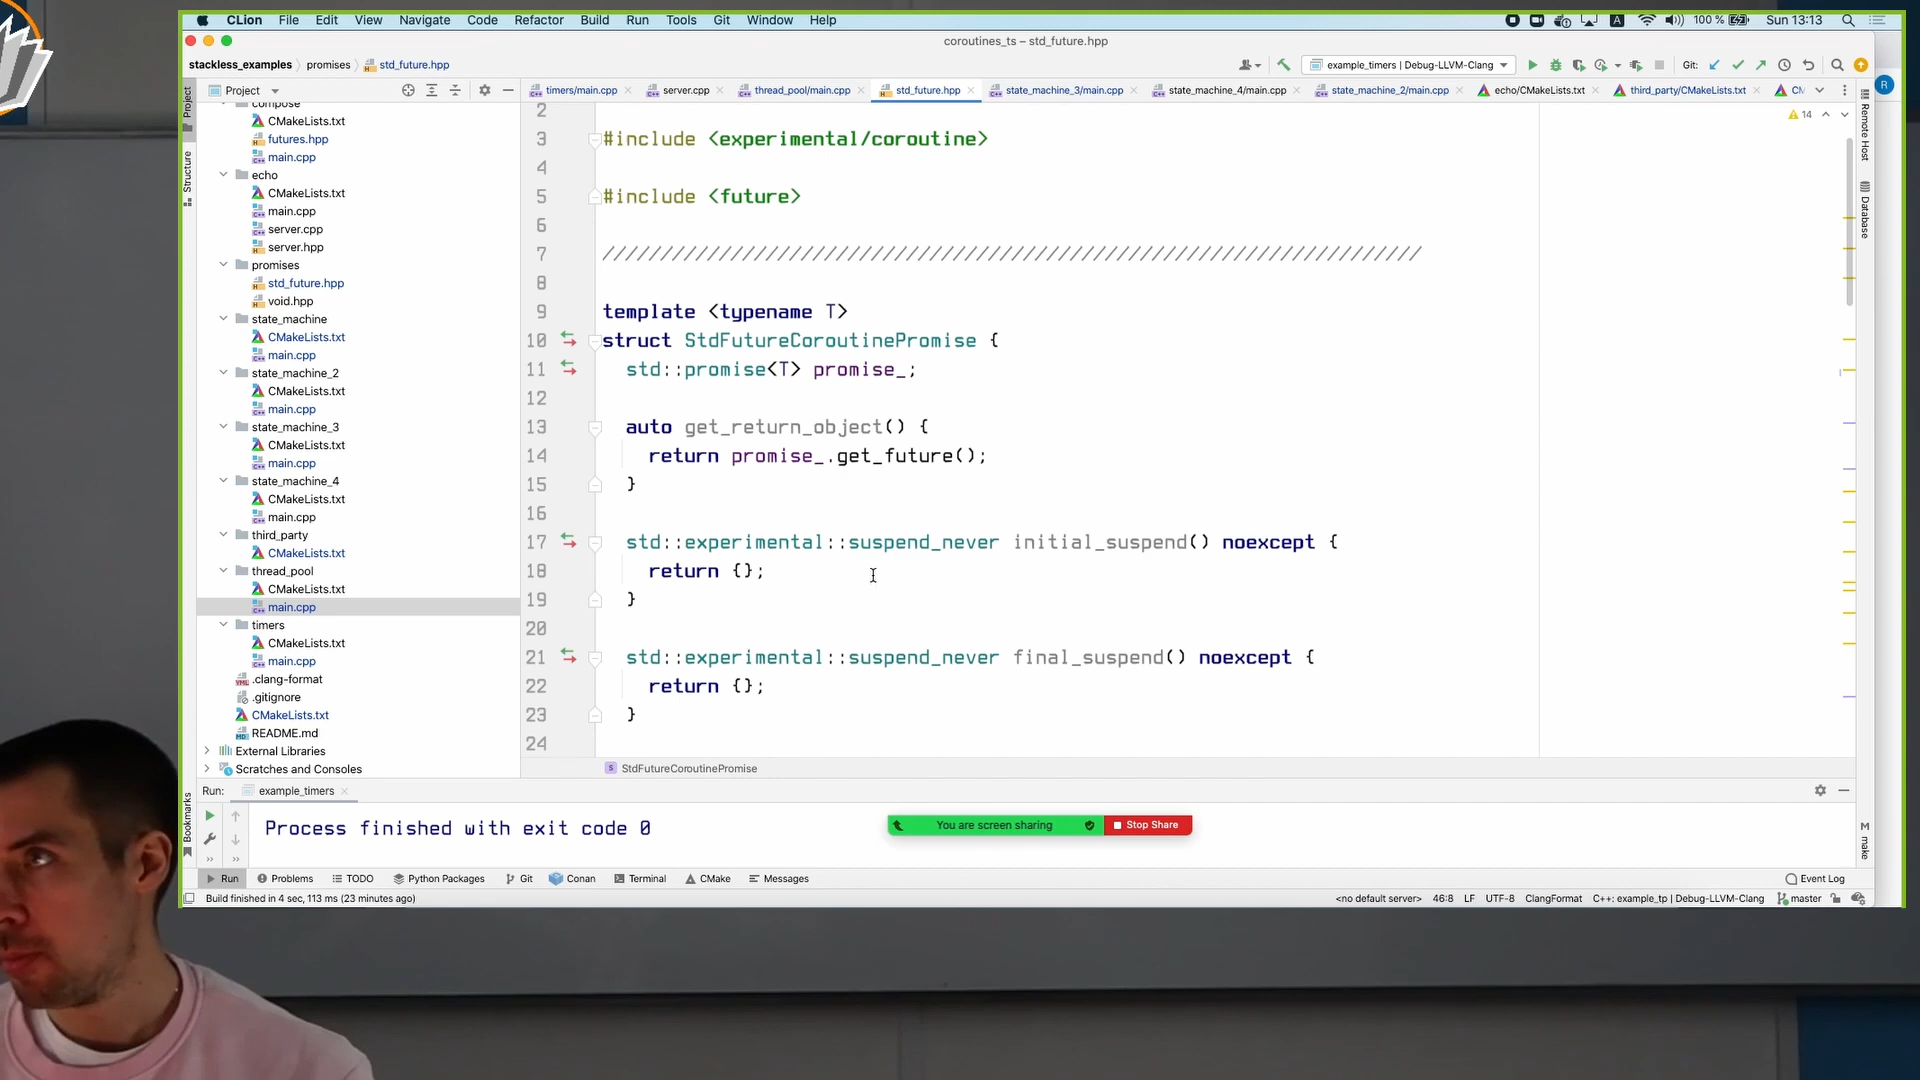 CLion File Edit View Navigate Code Refactor Build Run Tools Git Window Help
A 100 % Sun 13:13
coroutines_ts – std_future.hpp
stackless_examples promises std_future.hpp
example_timers | Debug-LLVM-Clang
Git:
R
Project
timers/main.cpp server.cpp thread_pool/main.cpp std_future.hpp state_machine_3/main.cpp state_machine_4/main.cpp state_machine_2/main.cpp echo/CMakeLists.txt third_party/CMakeLists.txt
Project
Structure
Bookmarks
Remote Host
Database
make
compose
CMakeLists.txt
futures.hpp
main.cpp
echo
CMakeLists.txt
main.cpp
server.cpp
server.hpp
promises
std_future.hpp
void.hpp
state_machine
CMakeLists.txt
main.cpp
state_machine_2
CMakeLists.txt
main.cpp
state_machine_3
CMakeLists.txt
main.cpp
state_machine_4
CMakeLists.txt
main.cpp
third_party
CMakeLists.txt
thread_pool
CMakeLists.txt
main.cpp
timers
CMakeLists.txt
main.cpp
.clang-format
.gitignore
CMakeLists.txt
README.md
External Libraries
Scratches and Consoles
14
2
3 #include <experimental/coroutine>
4
5 #include <future>
6
7 //////////////////////////////////////////////////////////////////////
8
9 template <typename T>
10 struct StdFutureCoroutinePromise {
11 std::promise<T> promise_;
12
13 auto get_return_object() {
14 return promise_.get_future();
15 }
16
17 std::experimental::suspend_never initial_suspend() noexcept {
18 return {};
19 }
20
21 std::experimental::suspend_never final_suspend() noexcept {
22 return {};
23 }
24
S StdFutureCoroutinePromise
Run: example_timers
Process finished with exit code 0
You are screen sharing Stop Share
Run Problems TODO Python Packages Git Conan Terminal CMake Messages Event Log
Build finished in 4 sec, 113 ms (23 minutes ago)
<no default server> 46:8 LF UTF-8 ClangFormat C++: example_tp | Debug-LLVM-Clang master